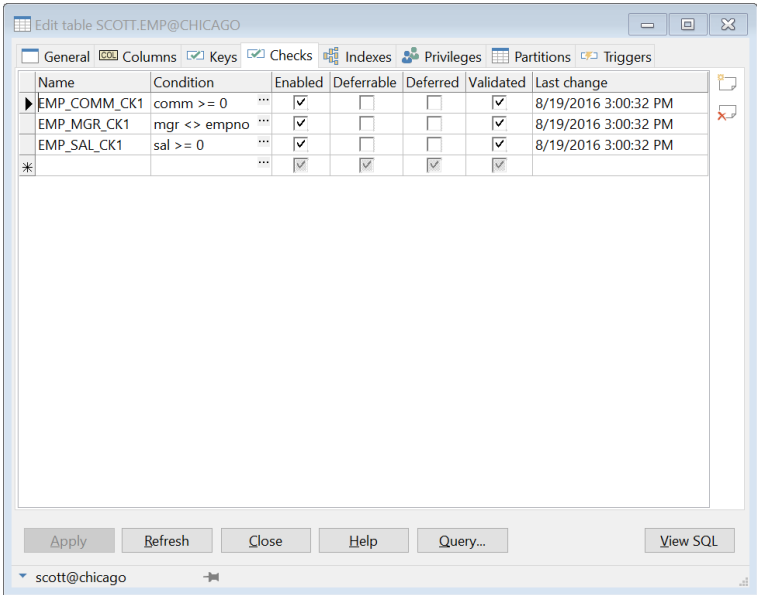 Edit table SCOTT.EMP@CHICAGO
General COL Columns Keys Checks Indexes Privileges Partitions Triggers
Name Condition Enabled Deferrable Deferred Validated Last change
EMP_COMM_CK1 comm >= 0 ... 8/19/2016 3:00:32 PM
EMP_MGR_CK1 mgr <> empno ... 8/19/2016 3:00:32 PM
EMP_SAL_CK1 sal >= 0 ... 8/19/2016 3:00:32 PM
...
Apply Refresh Close Help Query... View SQL
scott@chicago